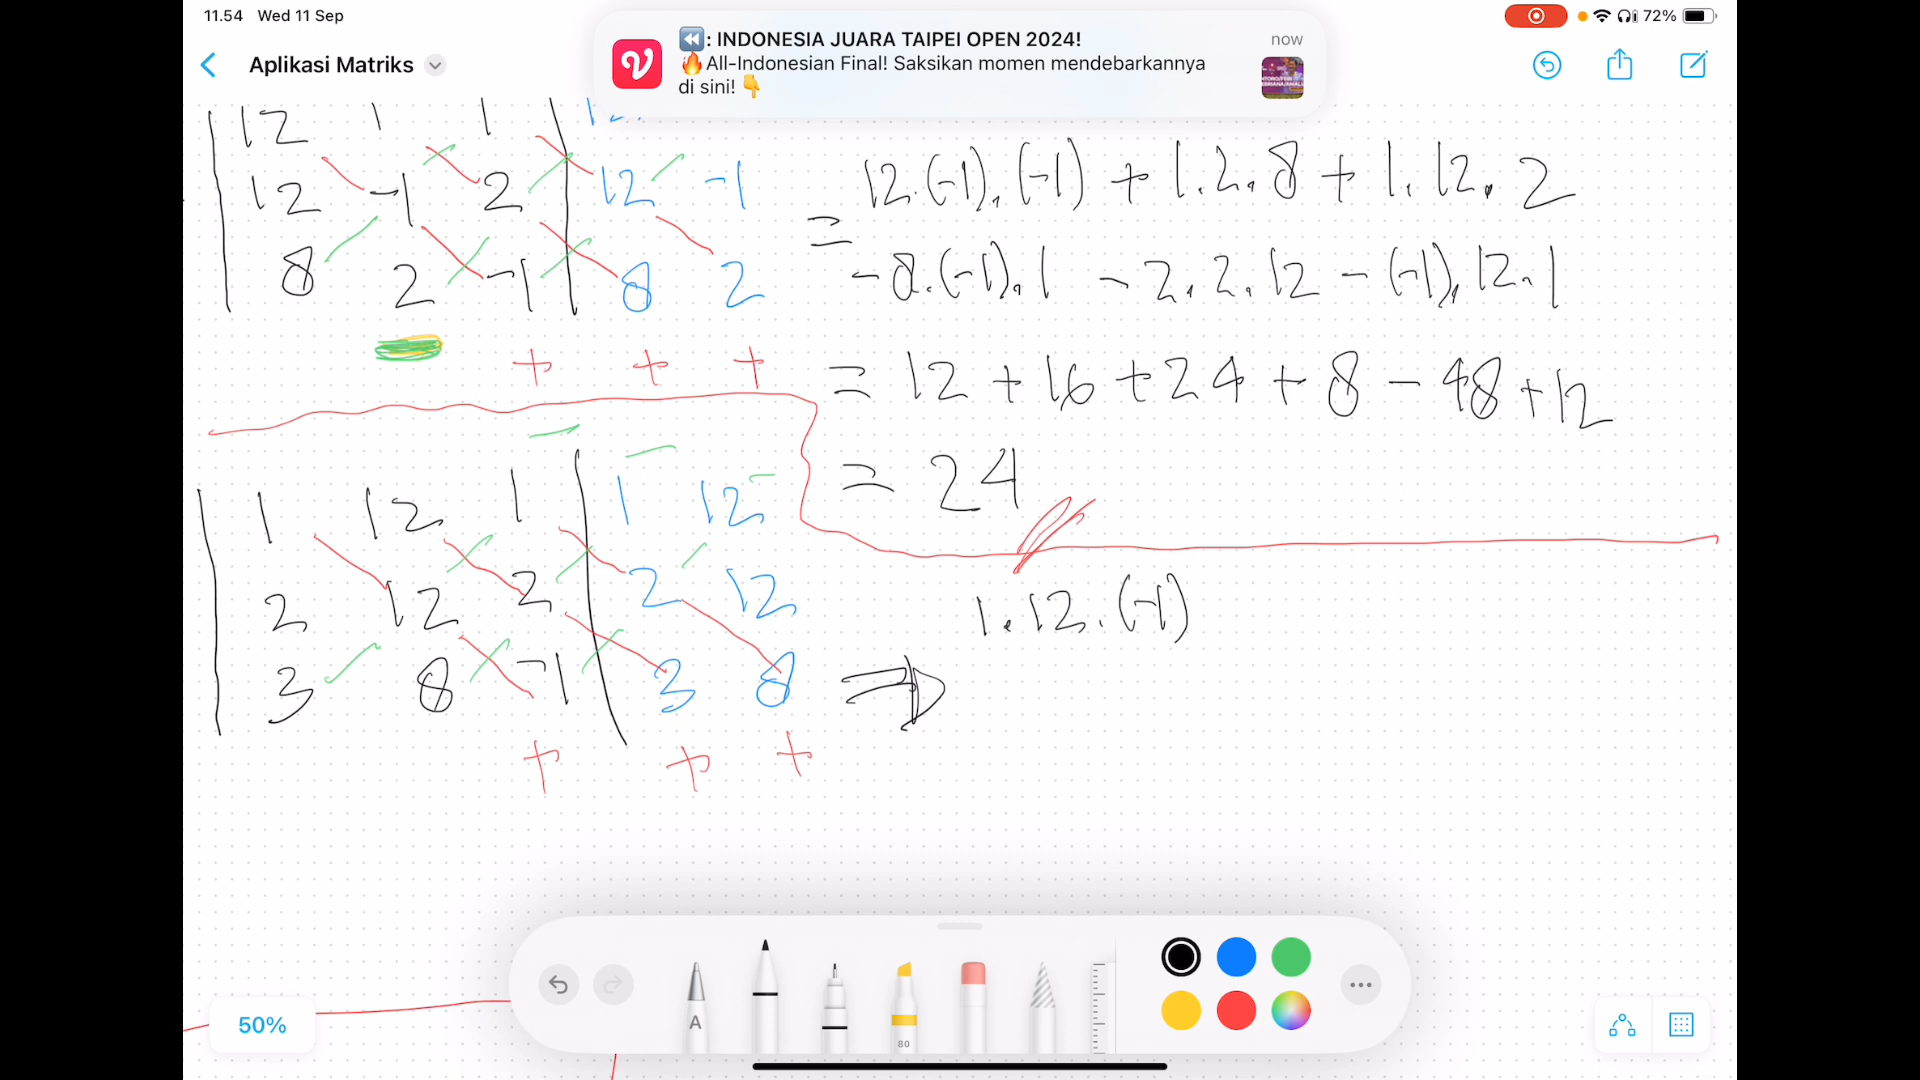 11.54 Wed 11 Sep
72%
Aplikasi Matriks
⏪: INDONESIA JUARA TAIPEI OPEN 2024!
now
🔥All-Indonesian Final! Saksikan momen mendebarkannya
di sini! 👇
12 1 1
12 -1 2 12 -1
8 2 -1 8 2
+ + +
= 12.(-1).(-1) + 1.2.8 + 1.12.2
-8.(-1).1 - 2.2.12 - (-1).12.1
= 12 + 16 + 24 + 8 - 48 + 12
= 24
- - -
1 12 1 1 12
2 12 2 2 12
3 8 -1 3 8
+ + +
⇒ 1.12.(-1)
50%
A
80